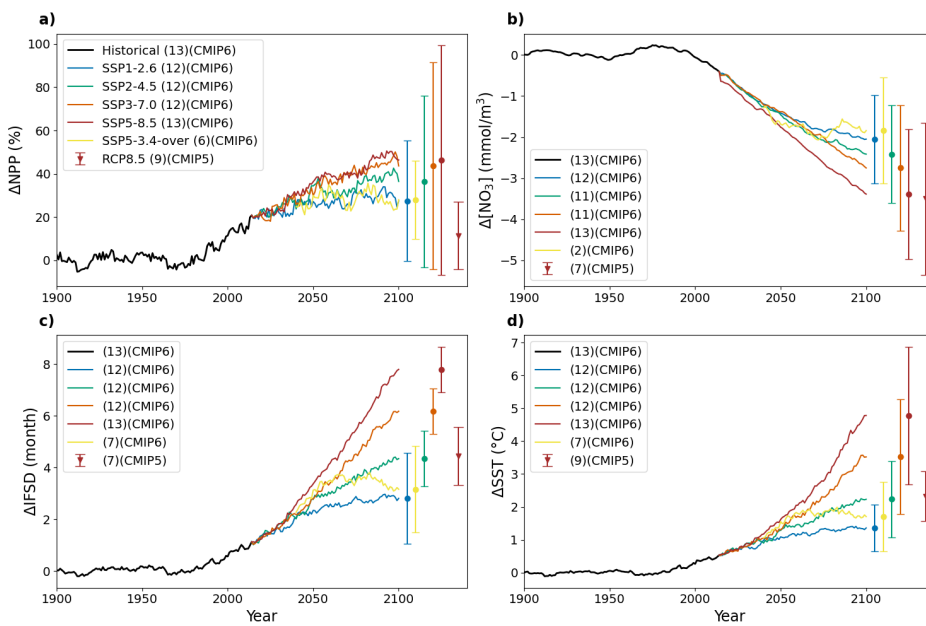 a)
ΔNPP (%)
100
80
60
40
20
0
Historical (13)(CMIP6)
SSP1-2.6 (12)(CMIP6)
SSP2-4.5 (12)(CMIP6)
SSP3-7.0 (12)(CMIP6)
SSP5-8.5 (13)(CMIP6)
SSP5-3.4-over (6)(CMIP6)
RCP8.5 (9)(CMIP5)
1900 1950 2000 2050 2100
b)
Δ[NO₃] (mmol/m³)
0
−1
−2
−3
−4
−5
(13)(CMIP6)
(12)(CMIP6)
(11)(CMIP6)
(11)(CMIP6)
(13)(CMIP6)
(2)(CMIP6)
(7)(CMIP5)
1900 1950 2000 2050 2100
c)
ΔIFSD (month)
8
6
4
2
0
(13)(CMIP6)
(12)(CMIP6)
(12)(CMIP6)
(12)(CMIP6)
(13)(CMIP6)
(7)(CMIP6)
(7)(CMIP5)
1900 1950 2000 2050 2100
Year
d)
ΔSST (°C)
7
6
5
4
3
2
1
0
(13)(CMIP6)
(12)(CMIP6)
(12)(CMIP6)
(12)(CMIP6)
(13)(CMIP6)
(7)(CMIP6)
(9)(CMIP5)
1900 1950 2000 2050 2100
Year